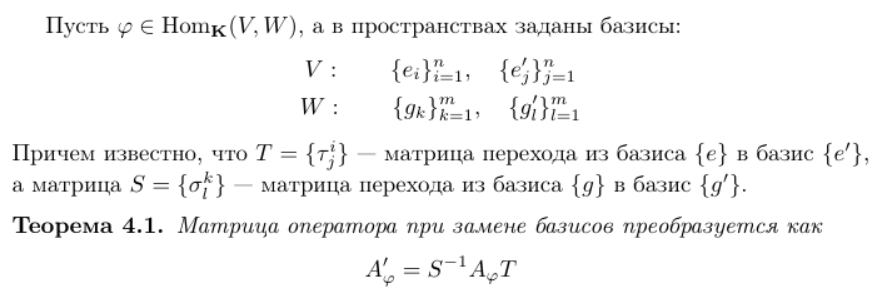 Пусть φ ∈ Hom_K(V, W), а в пространствах заданы базисы:
V : {e_i}_{i=1}^n, {e'_j}_{j=1}^n
W : {g_k}_{k=1}^m, {g'_l}_{l=1}^m
Причем известно, что T = {τ_j^i} — матрица перехода из базиса {e} в базис {e'},
а матрица S = {σ_l^k} — матрица перехода из базиса {g} в базис {g'}.
Теорема 4.1. Матрица оператора при замене базисов преобразуется как
A'_φ = S^{-1} A_φ T